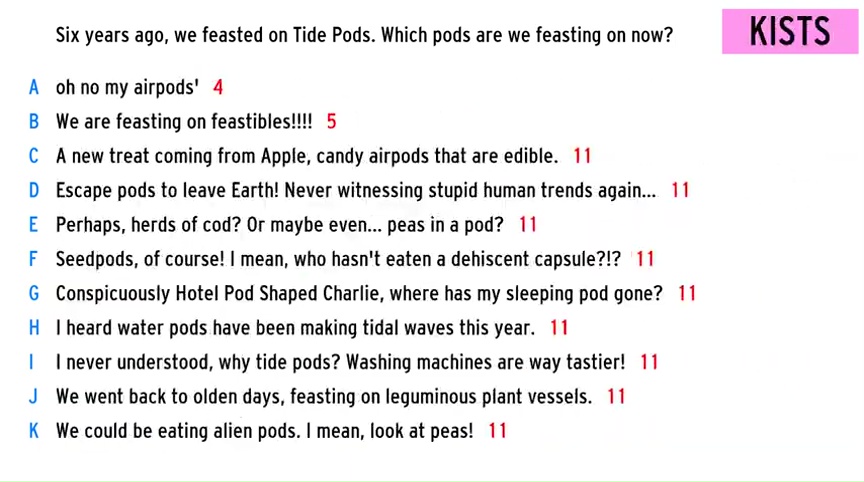 Six years ago, we feasted on Tide Pods. Which pods are we feasting on now?
KISTS
A oh no my airpods' 4
B We are feasting on feastibles!!!! 5
C A new treat coming from Apple, candy airpods that are edible. 11
D Escape pods to leave Earth! Never witnessing stupid human trends again... 11
E Perhaps, herds of cod? Or maybe even... peas in a pod? 11
F Seedpods, of course! I mean, who hasn't eaten a dehiscent capsule?!? 11
G Conspicuously Hotel Pod Shaped Charlie, where has my sleeping pod gone? 11
H I heard water pods have been making tidal waves this year. 11
I I never understood, why tide pods? Washing machines are way tastier! 11
J We went back to olden days, feasting on leguminous plant vessels. 11
K We could be eating alien pods. I mean, look at peas! 11